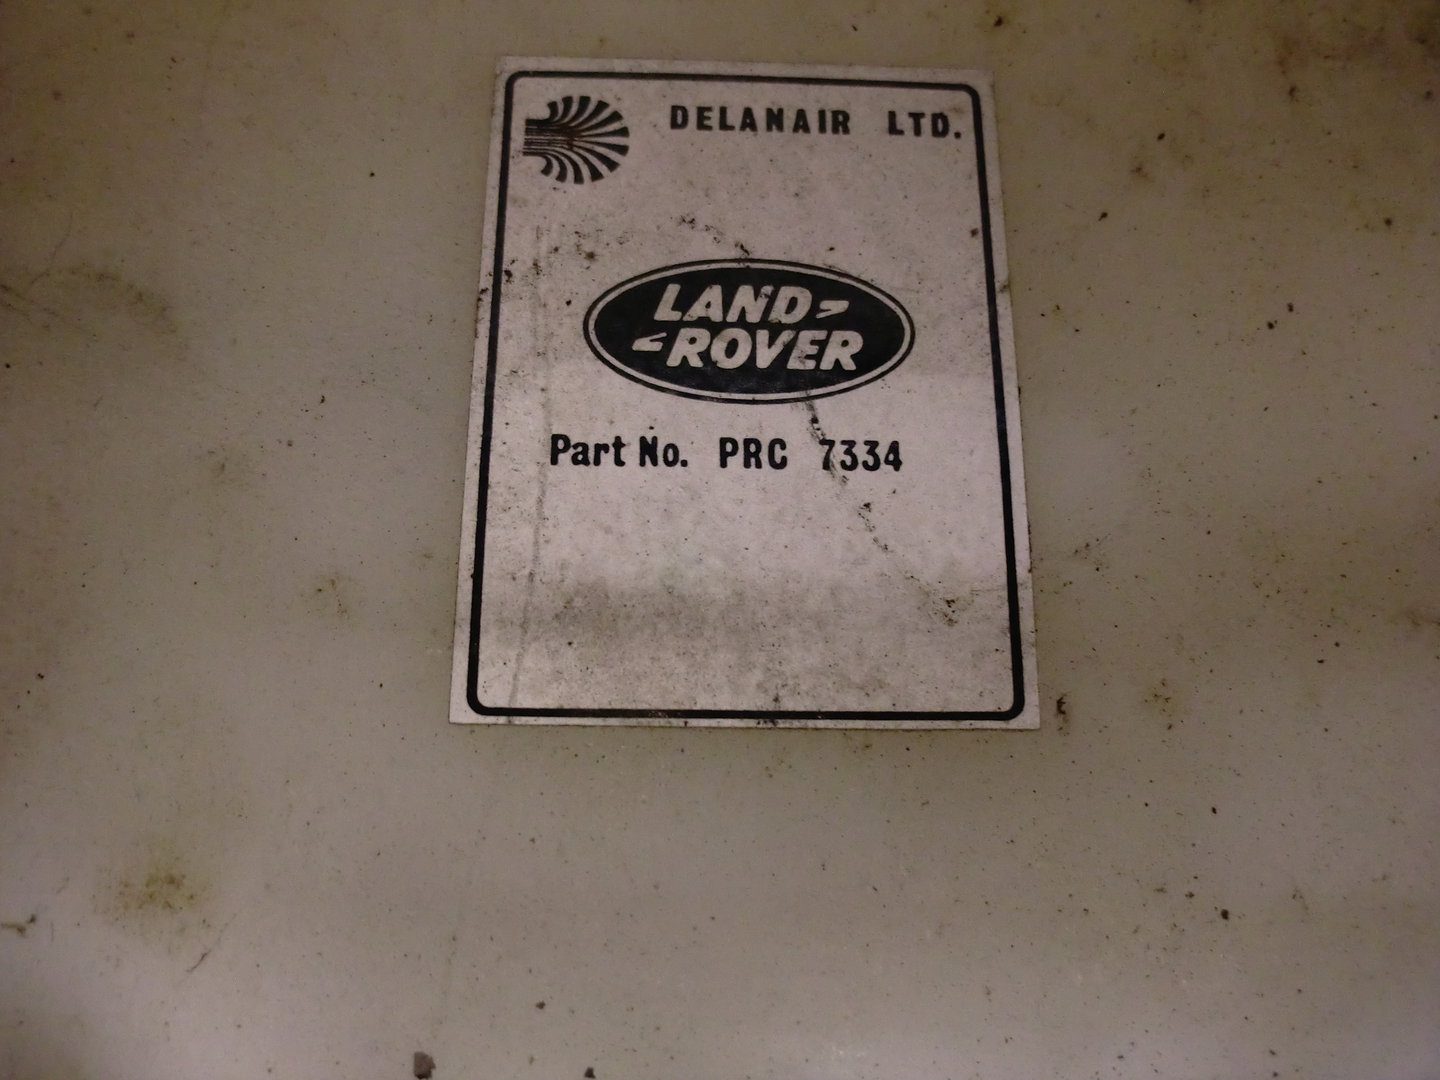 DELANAIR LTD.
LAND
ROVER
Part No. PRC 7334